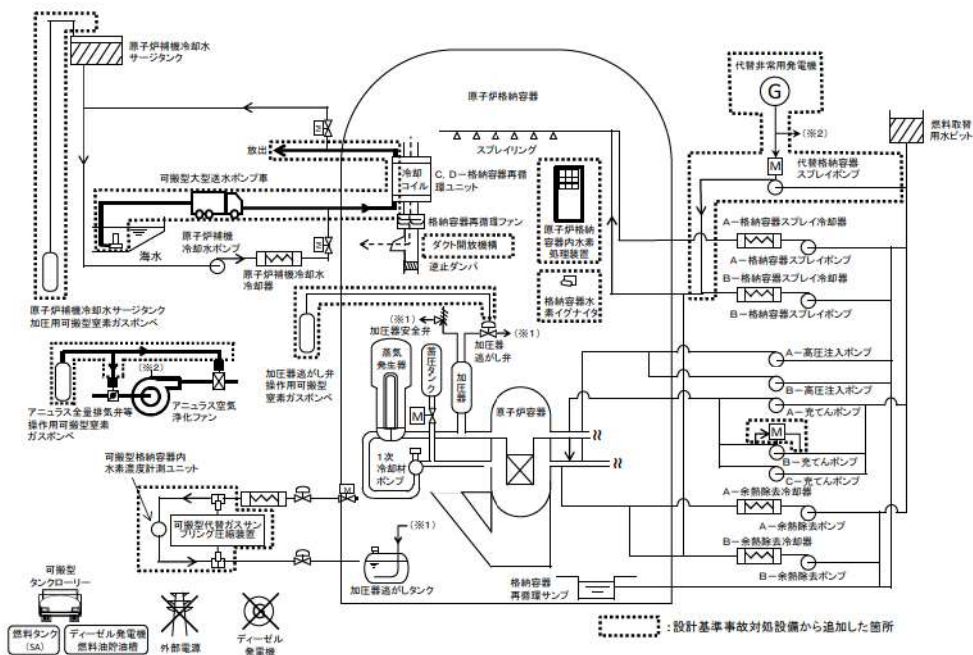 原子炉補機冷却水
サージタンク
原子炉格納容器
代替非常用発電機
G
(※2)
燃料取替
用水ピット
M
放出
スプレイリング
M
代替格納容器
スプレイポンプ
可搬型大型送水ポンプ車
冷却
コイル
C, D-格納容器再循
環ユニット
格納容器再循環ファン
ダクト開放機構
逆止ダンパ
原子炉格納
容器内水素
処理装置
A-格納容器スプレイ冷却器
A-格納容器スプレイポンプ
B-格納容器スプレイ冷却器
B-格納容器スプレイポンプ
海水
原子炉補機
冷却水ポンプ
M
原子炉補機冷却水
冷却器
格納容器水
素イグナイタ
原子炉補機冷却水サージタンク
加圧用可搬型窒素ガスボンベ
(※1)
加圧器安全弁
(※1)
加圧器
逃がし弁
加圧器逃がし弁
操作用可搬型
窒素ガスボンベ
蒸気
発生器
蓄圧タンク
加圧器
M
原子炉容器
A-高圧注入ポンプ
B-高圧注入ポンプ
A-充てんポンプ
M
B-充てんポンプ
C-充てんポンプ
(※2)
アニュラス全量排気弁等
操作用可搬型窒素
ガスボンベ
アニュラス空気
浄化ファン
1次
冷却材
ポンプ
可搬型格納容器内
水素濃度計測ユニット
M
可搬型代替ガスサン
プリング圧縮装置
(※1)
加圧器逃がしタンク
A-余熱除去冷却器
A-余熱除去ポンプ
B-余熱除去冷却器
B-余熱除去ポンプ
格納容器
再循環サンプ
可搬型
タンクローリー
燃料タンク
(SA)
ディーゼル発電機
燃料油貯油槽
外部電源
ディーゼル
発電機
:設計基準事故対処設備から追加した箇所